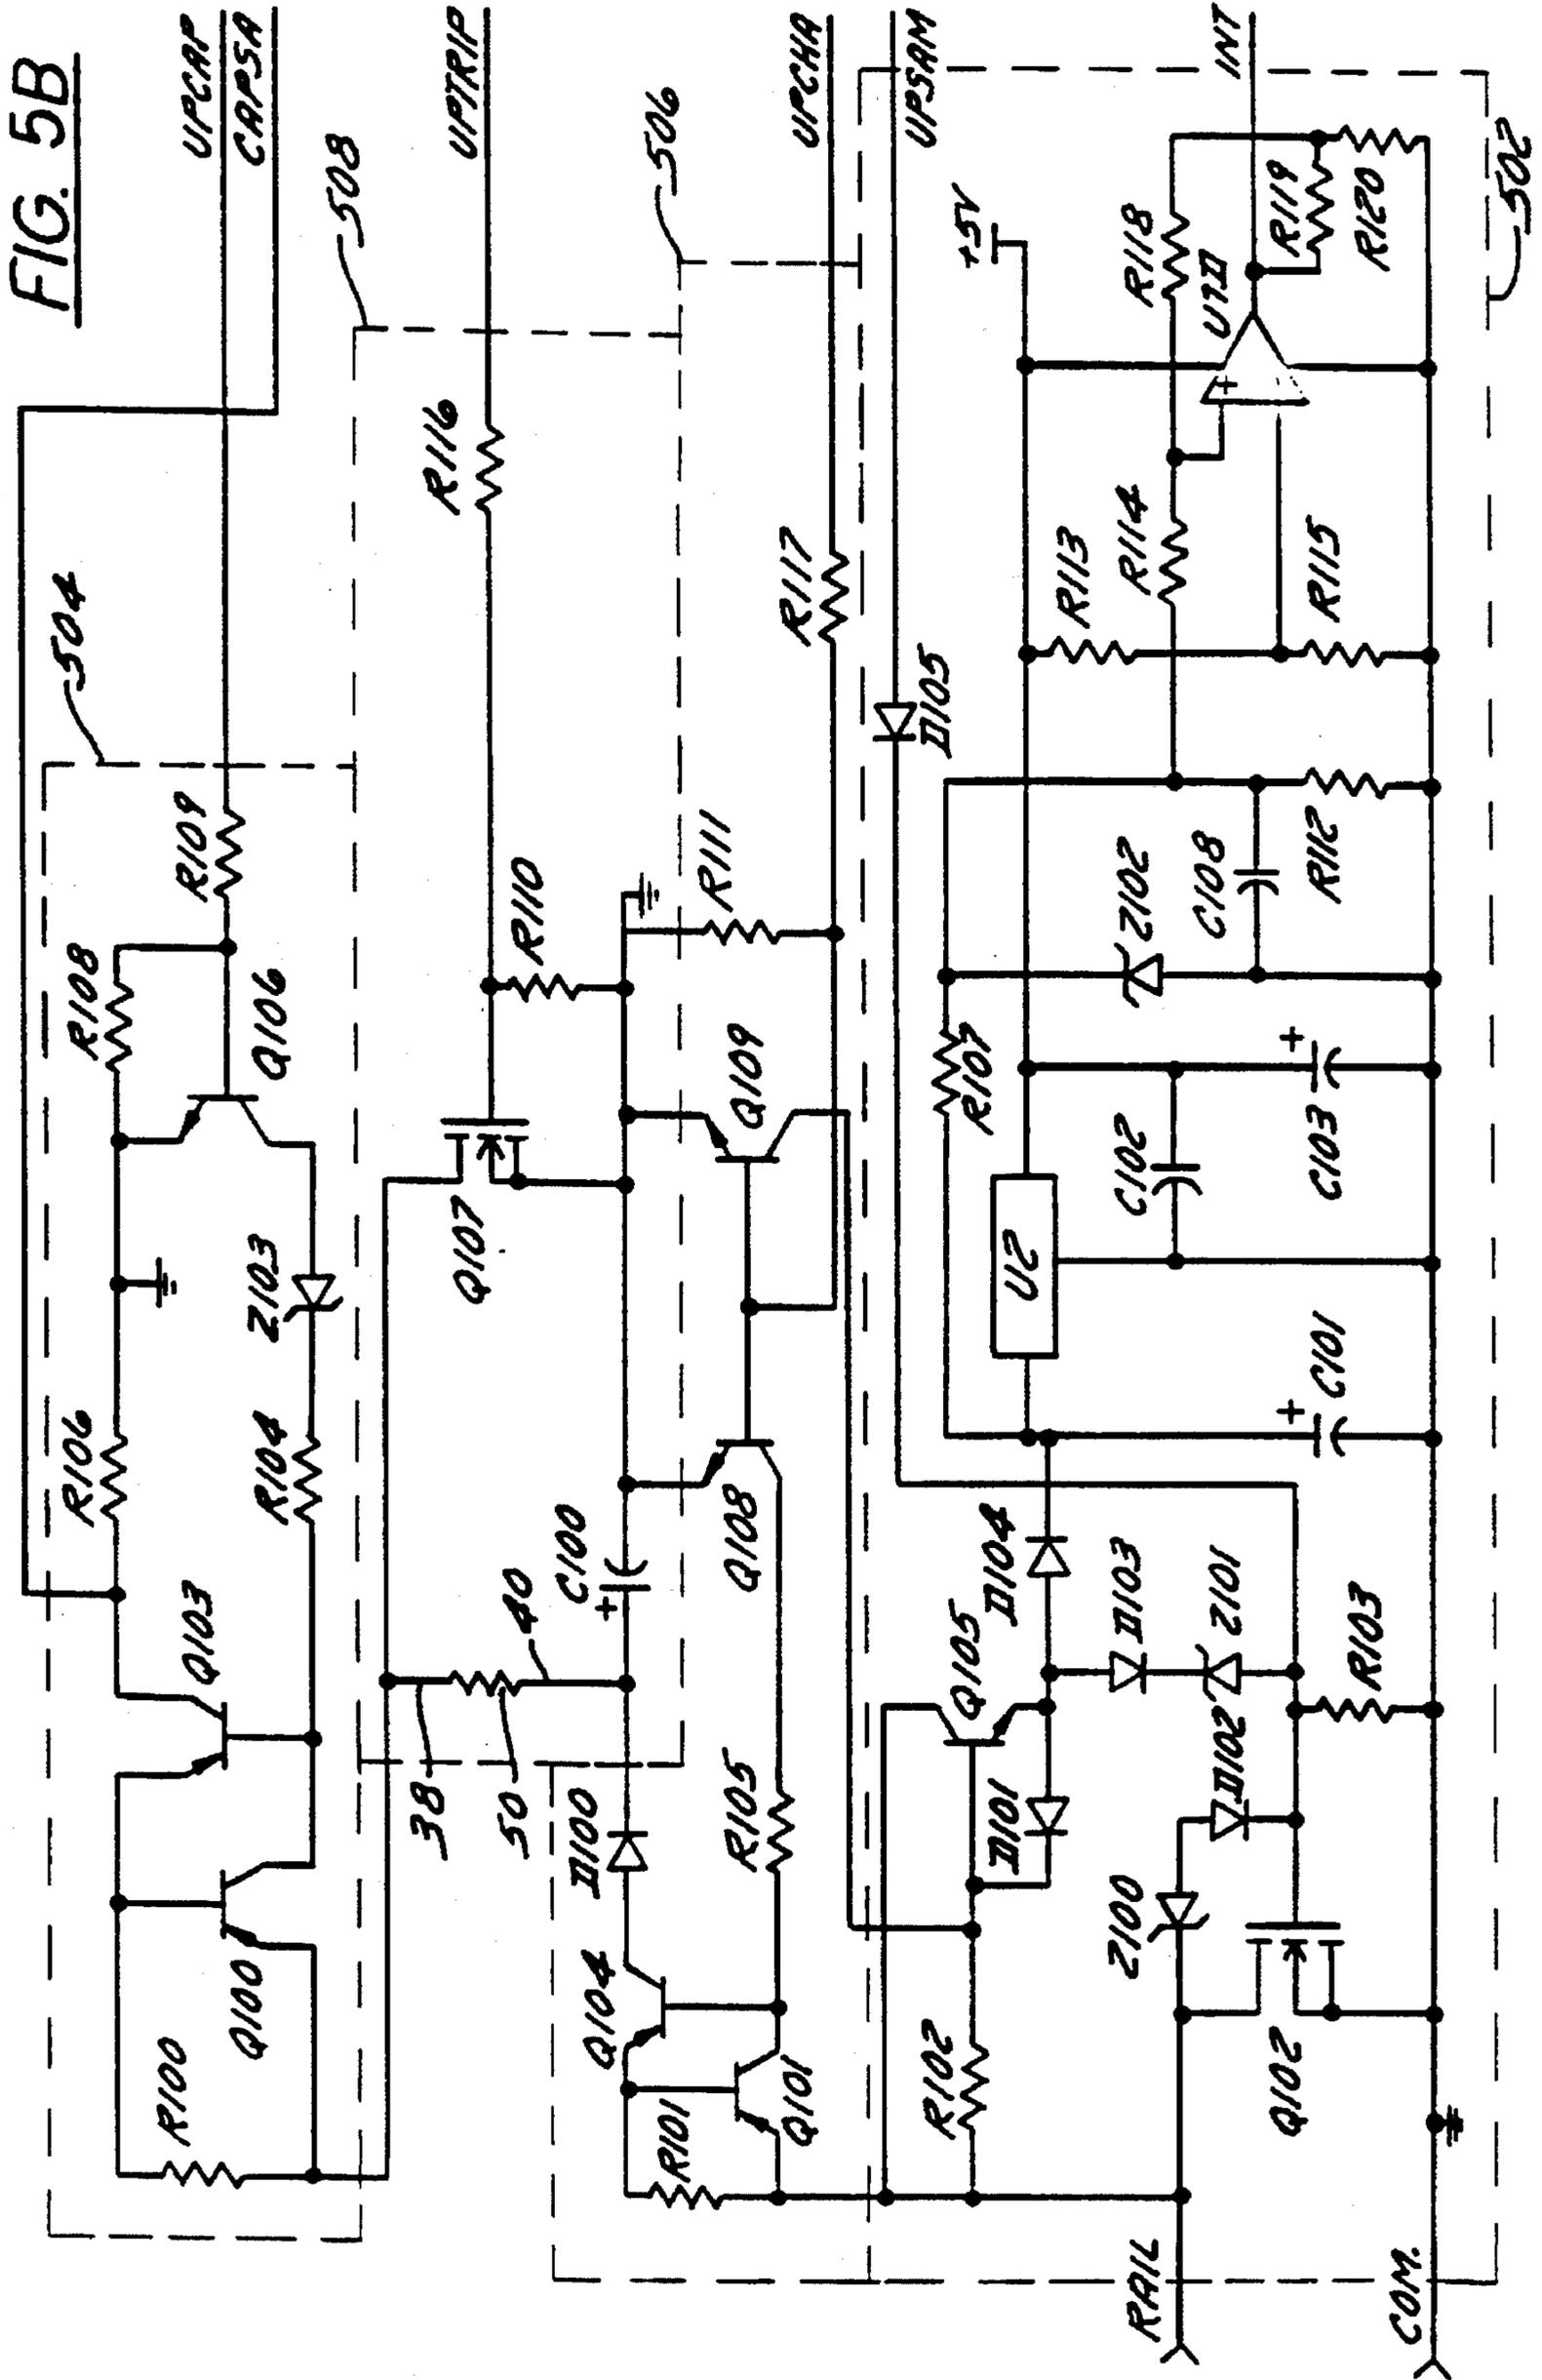 FIG. 5B
UPCAP
CAPSA
508
UPTRIP
506
UPCHA
UPSAM
INT
504
R109
R108
Q106
R116
R117
+5V
R118
U7D
R119
R120
502
R106
Z103
R104
Q103
R110
R111
Q107
Q109
D105
R113
R114
R115
Z102
C108
R112
R107
C102
C103
U2
C101
C100
40
Q108
38
50
D100
R105
Q105
D104
D103
Z101
R103
D101
D102
Q100
R100
Q104
R101
Q101
R102
Z100
Q102
RAIL
COM.
+
+
+
+